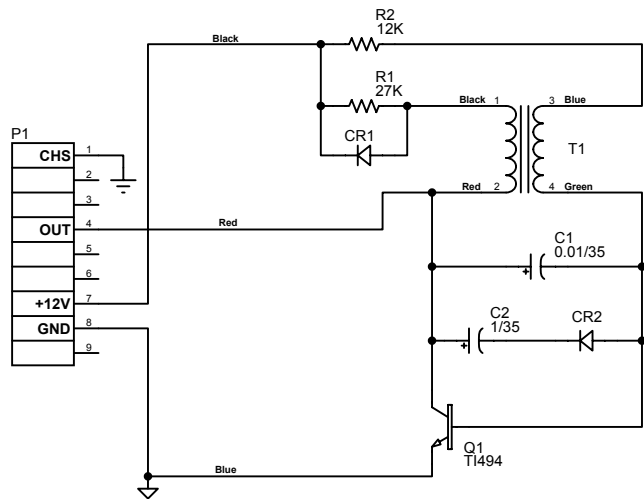 R2
12K
Black
R1
27K
Black 1
3 Blue
CR1
T1
P1
CHS 1
2
3
OUT 4
5
6
+12V 7
GND 8
9
Red
Red 2
4 Green
C1
0.01/35
+
C2
1/35
+
CR2
Q1
TI494
Blue